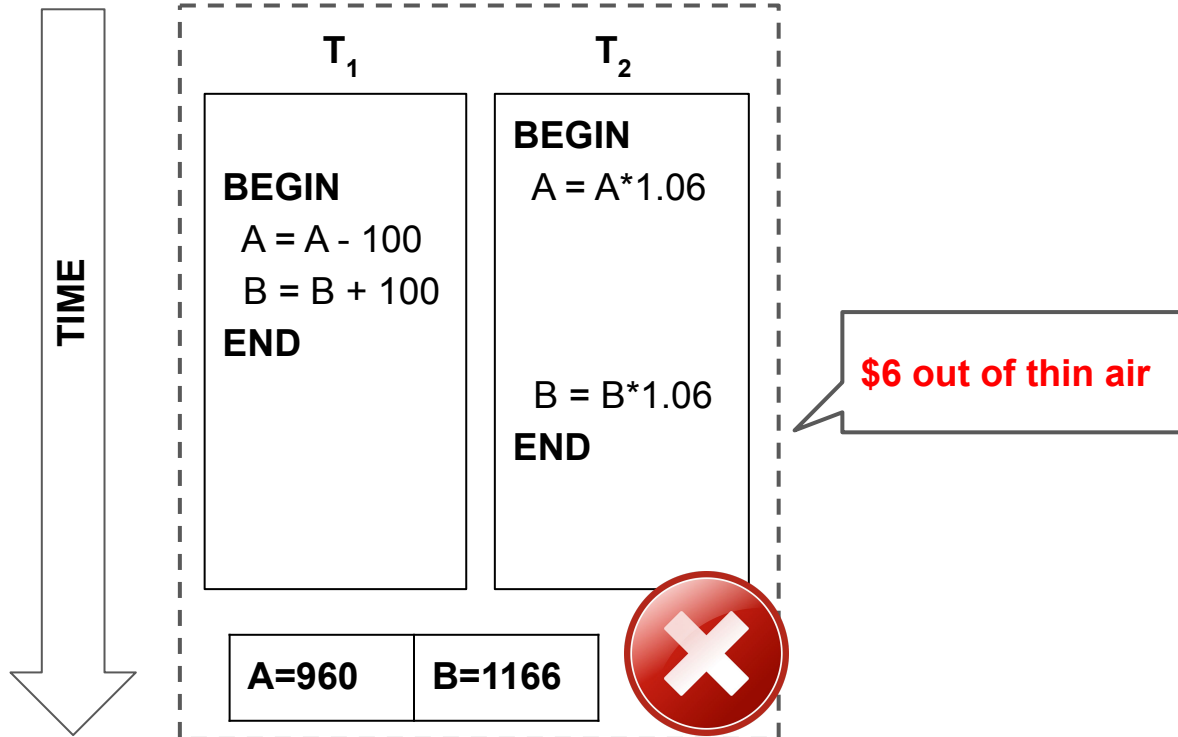 TIME
T1
BEGIN
A = A - 100
B = B + 100
END
T2
BEGIN
A = A*1.06
B = B*1.06
END
$6 out of thin air
A=960
B=1166